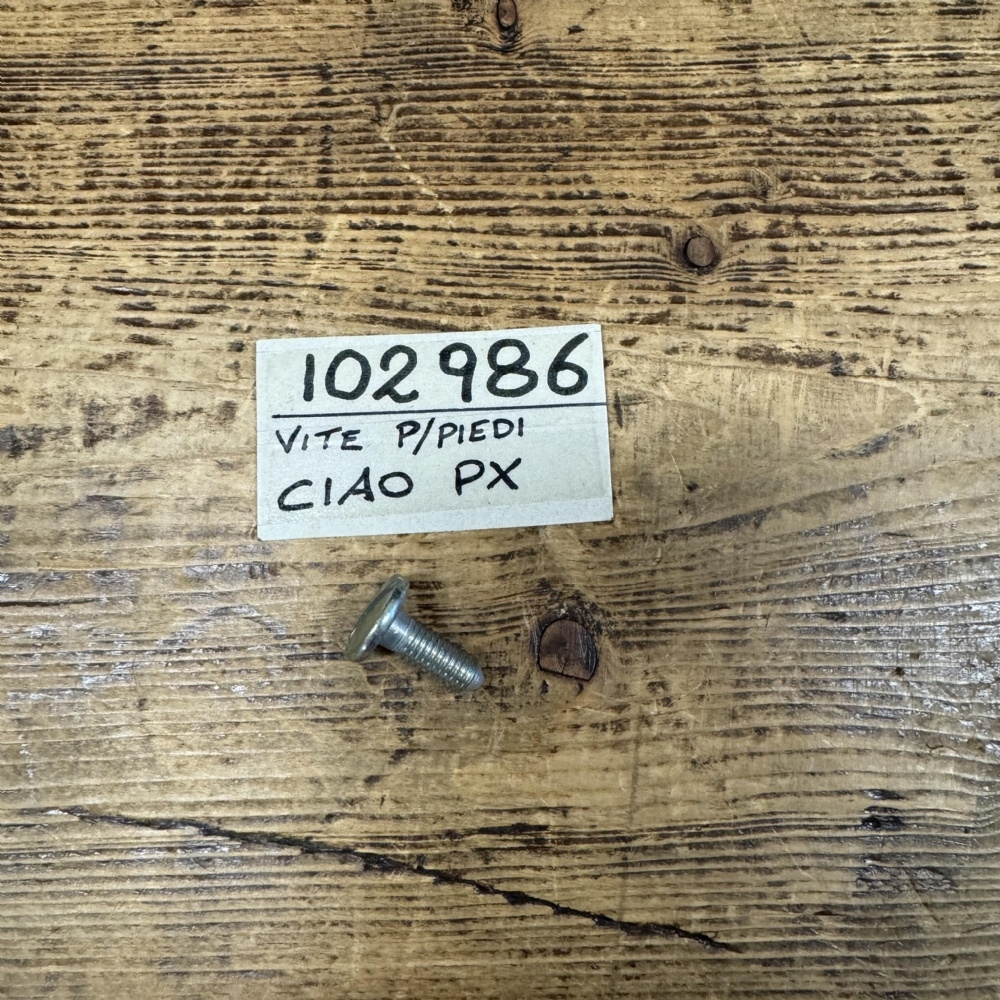 102986
VITE P/PIEDI
CIAO PX